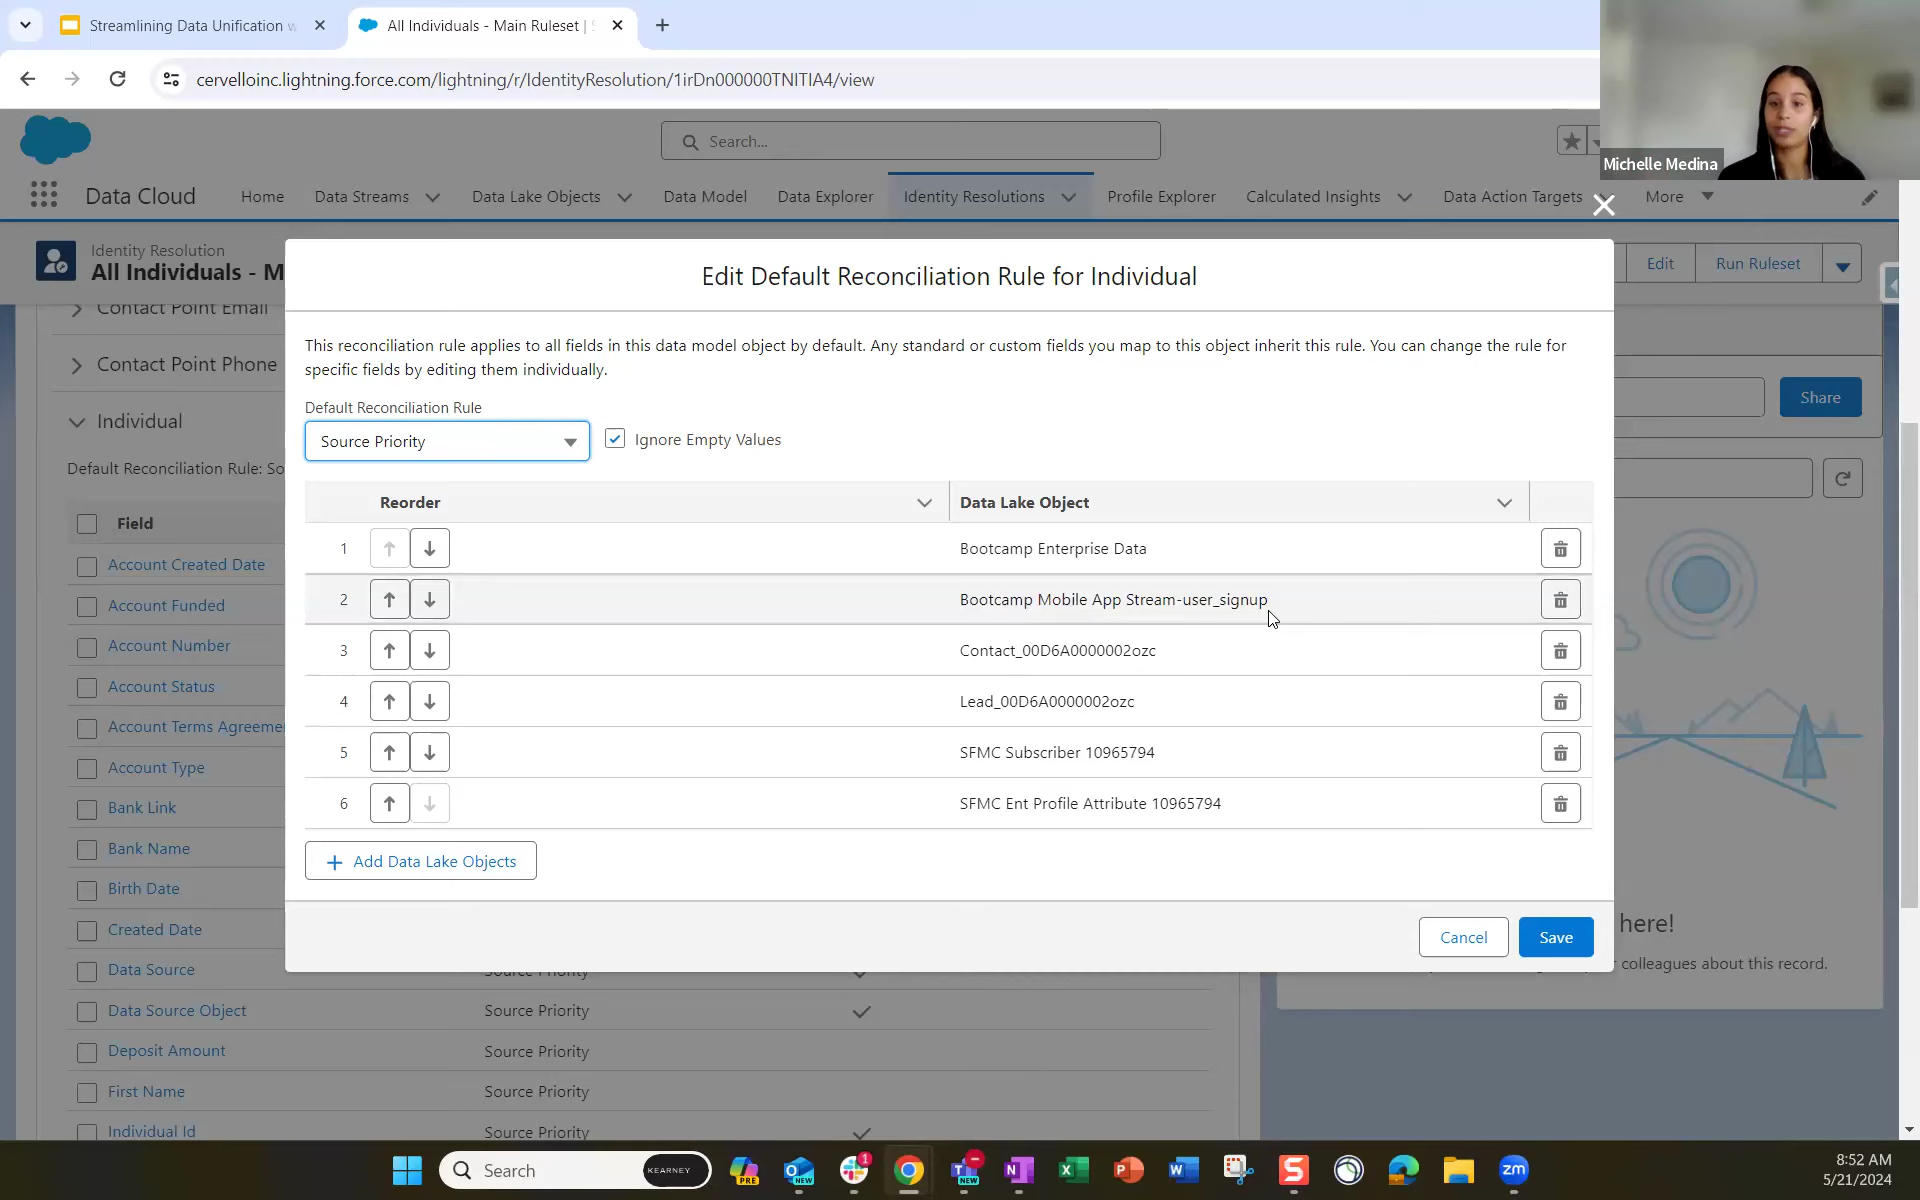 Streamlining Data Unification w
All Individuals - Main Ruleset |
cervelloinc.lightning.force.com/lightning/r/IdentityResolution/1irDn000000TNITIA4/view
Michelle Medina
Search...
Data Cloud
Home
Data Streams
Data Lake Objects
Data Model
Data Explorer
Identity Resolutions
Profile Explorer
Calculated Insights
Data Action Targets
More
Identity Resolution
All Individuals - M
Edit
Run Ruleset
Contact Point Email
Contact Point Phone
Individual
Default Reconciliation Rule: So
Field
Account Created Date
Account Funded
Account Number
Account Status
Account Terms Agreeme
Account Type
Bank Link
Bank Name
Birth Date
Created Date
Data Source
Source Priority
Data Source Object
Source Priority
Deposit Amount
Source Priority
First Name
Source Priority
Individual Id
Source Priority
Edit Default Reconciliation Rule for Individual
This reconciliation rule applies to all fields in this data model object by default. Any standard or custom fields you map to this object inherit this rule. You can change the rule for
specific fields by editing them individually.
Default Reconciliation Rule
Source Priority
Ignore Empty Values
Reorder
Data Lake Object
1
Bootcamp Enterprise Data
2
Bootcamp Mobile App Stream-user_signup
3
Contact_00D6A0000002ozc
4
Lead_00D6A0000002ozc
5
SFMC Subscriber 10965794
6
SFMC Ent Profile Attribute 10965794
Add Data Lake Objects
Cancel
Save
Share
here!
colleagues about this record.
Search
KEARNEY
PRE
NEW
1
NEW
zm
8:52 AM
5/21/2024